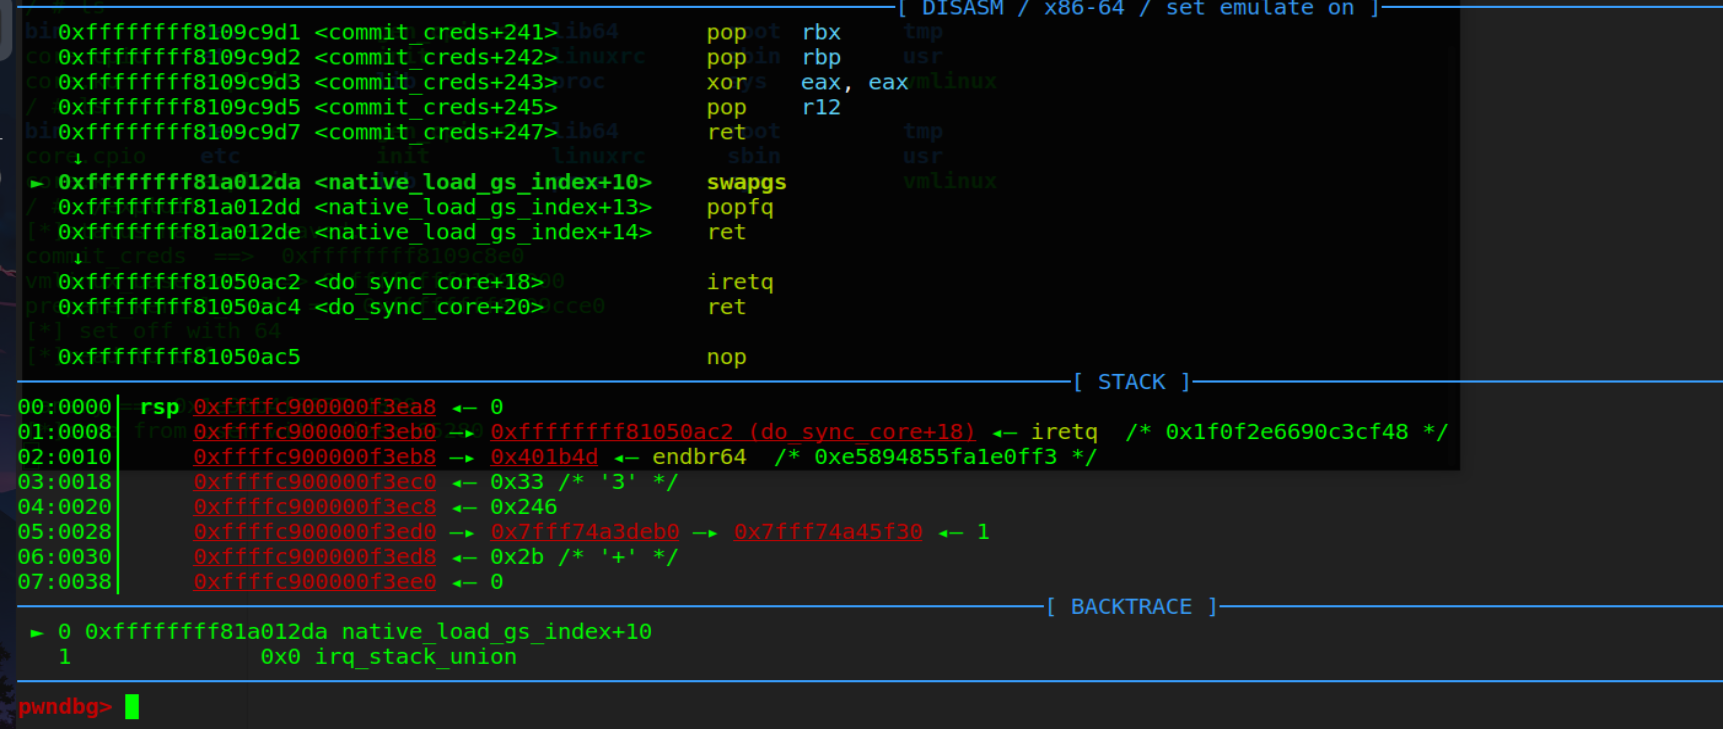 [ DISASM / x86-64 / set emulate on ]
0xffffffff8109c9d1 <commit_creds+241> pop rbx
0xffffffff8109c9d2 <commit_creds+242> pop rbp
0xffffffff8109c9d3 <commit_creds+243> xor eax, eax
0xffffffff8109c9d5 <commit_creds+245> pop r12
0xffffffff8109c9d7 <commit_creds+247> ret
↓
► 0xffffffff81a012da <native_load_gs_index+10> swapgs
0xffffffff81a012dd <native_load_gs_index+13> popfq
0xffffffff81a012de <native_load_gs_index+14> ret
↓
0xffffffff81050ac2 <do_sync_core+18> iretq
0xffffffff81050ac4 <do_sync_core+20> ret
0xffffffff81050ac5 nop
[ STACK ]
00:0000│ rsp 0xffffc900000f3ea8 ◂— 0
01:0008│ 0xffffc900000f3eb0 —▸ 0xffffffff81050ac2 (do_sync_core+18) ◂— iretq /* 0x1f0f2e6690c3cf48 */
02:0010│ 0xffffc900000f3eb8 —▸ 0x401b4d ◂— endbr64 /* 0xe5894855fa1e0ff3 */
03:0018│ 0xffffc900000f3ec0 ◂— 0x33 /* '3' */
04:0020│ 0xffffc900000f3ec8 ◂— 0x246
05:0028│ 0xffffc900000f3ed0 —▸ 0x7fff74a3deb0 —▸ 0x7fff74a45f30 ◂— 1
06:0030│ 0xffffc900000f3ed8 ◂— 0x2b /* '+' */
07:0038│ 0xffffc900000f3ee0 ◂— 0
[ BACKTRACE ]
► 0 0xffffffff81a012da native_load_gs_index+10
1 0x0 irq_stack_union
pwndbg>